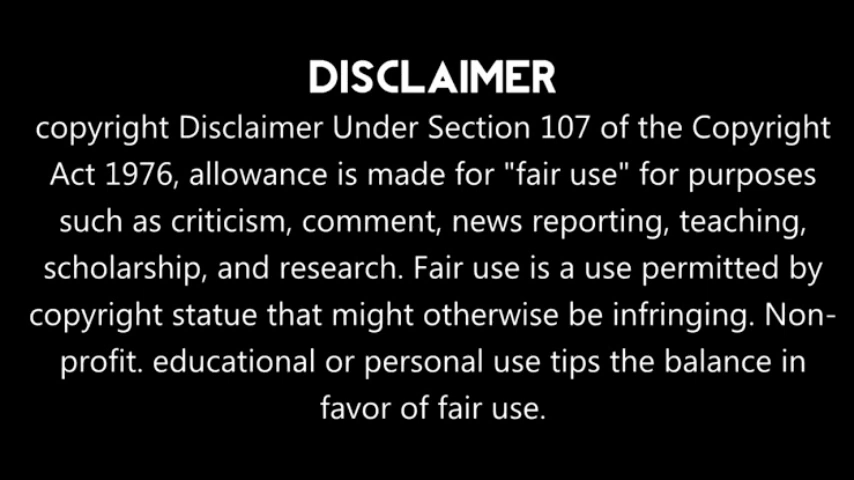 DISCLAIMER
copyright Disclaimer Under Section 107 of the Copyright
Act 1976, allowance is made for "fair use" for purposes
such as criticism, comment, news reporting, teaching,
scholarship, and research. Fair use is a use permitted by
copyright statue that might otherwise be infringing. Non-
profit. educational or personal use tips the balance in
favor of fair use.